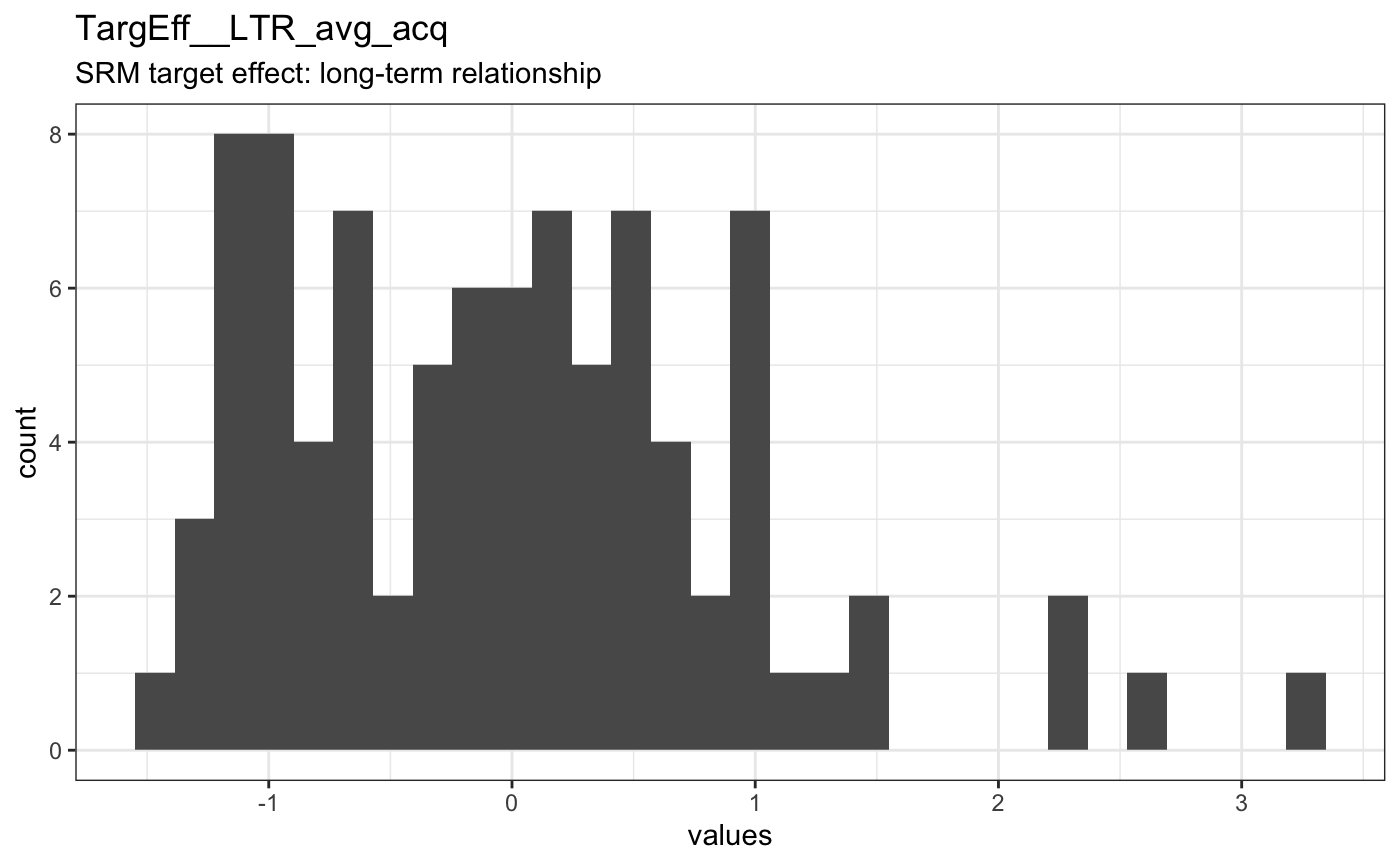 TargEff__LTR_avg_acq
SRM target effect: long-term relationship
8
6
4
2
0
count
-1 0 1 2 3
values